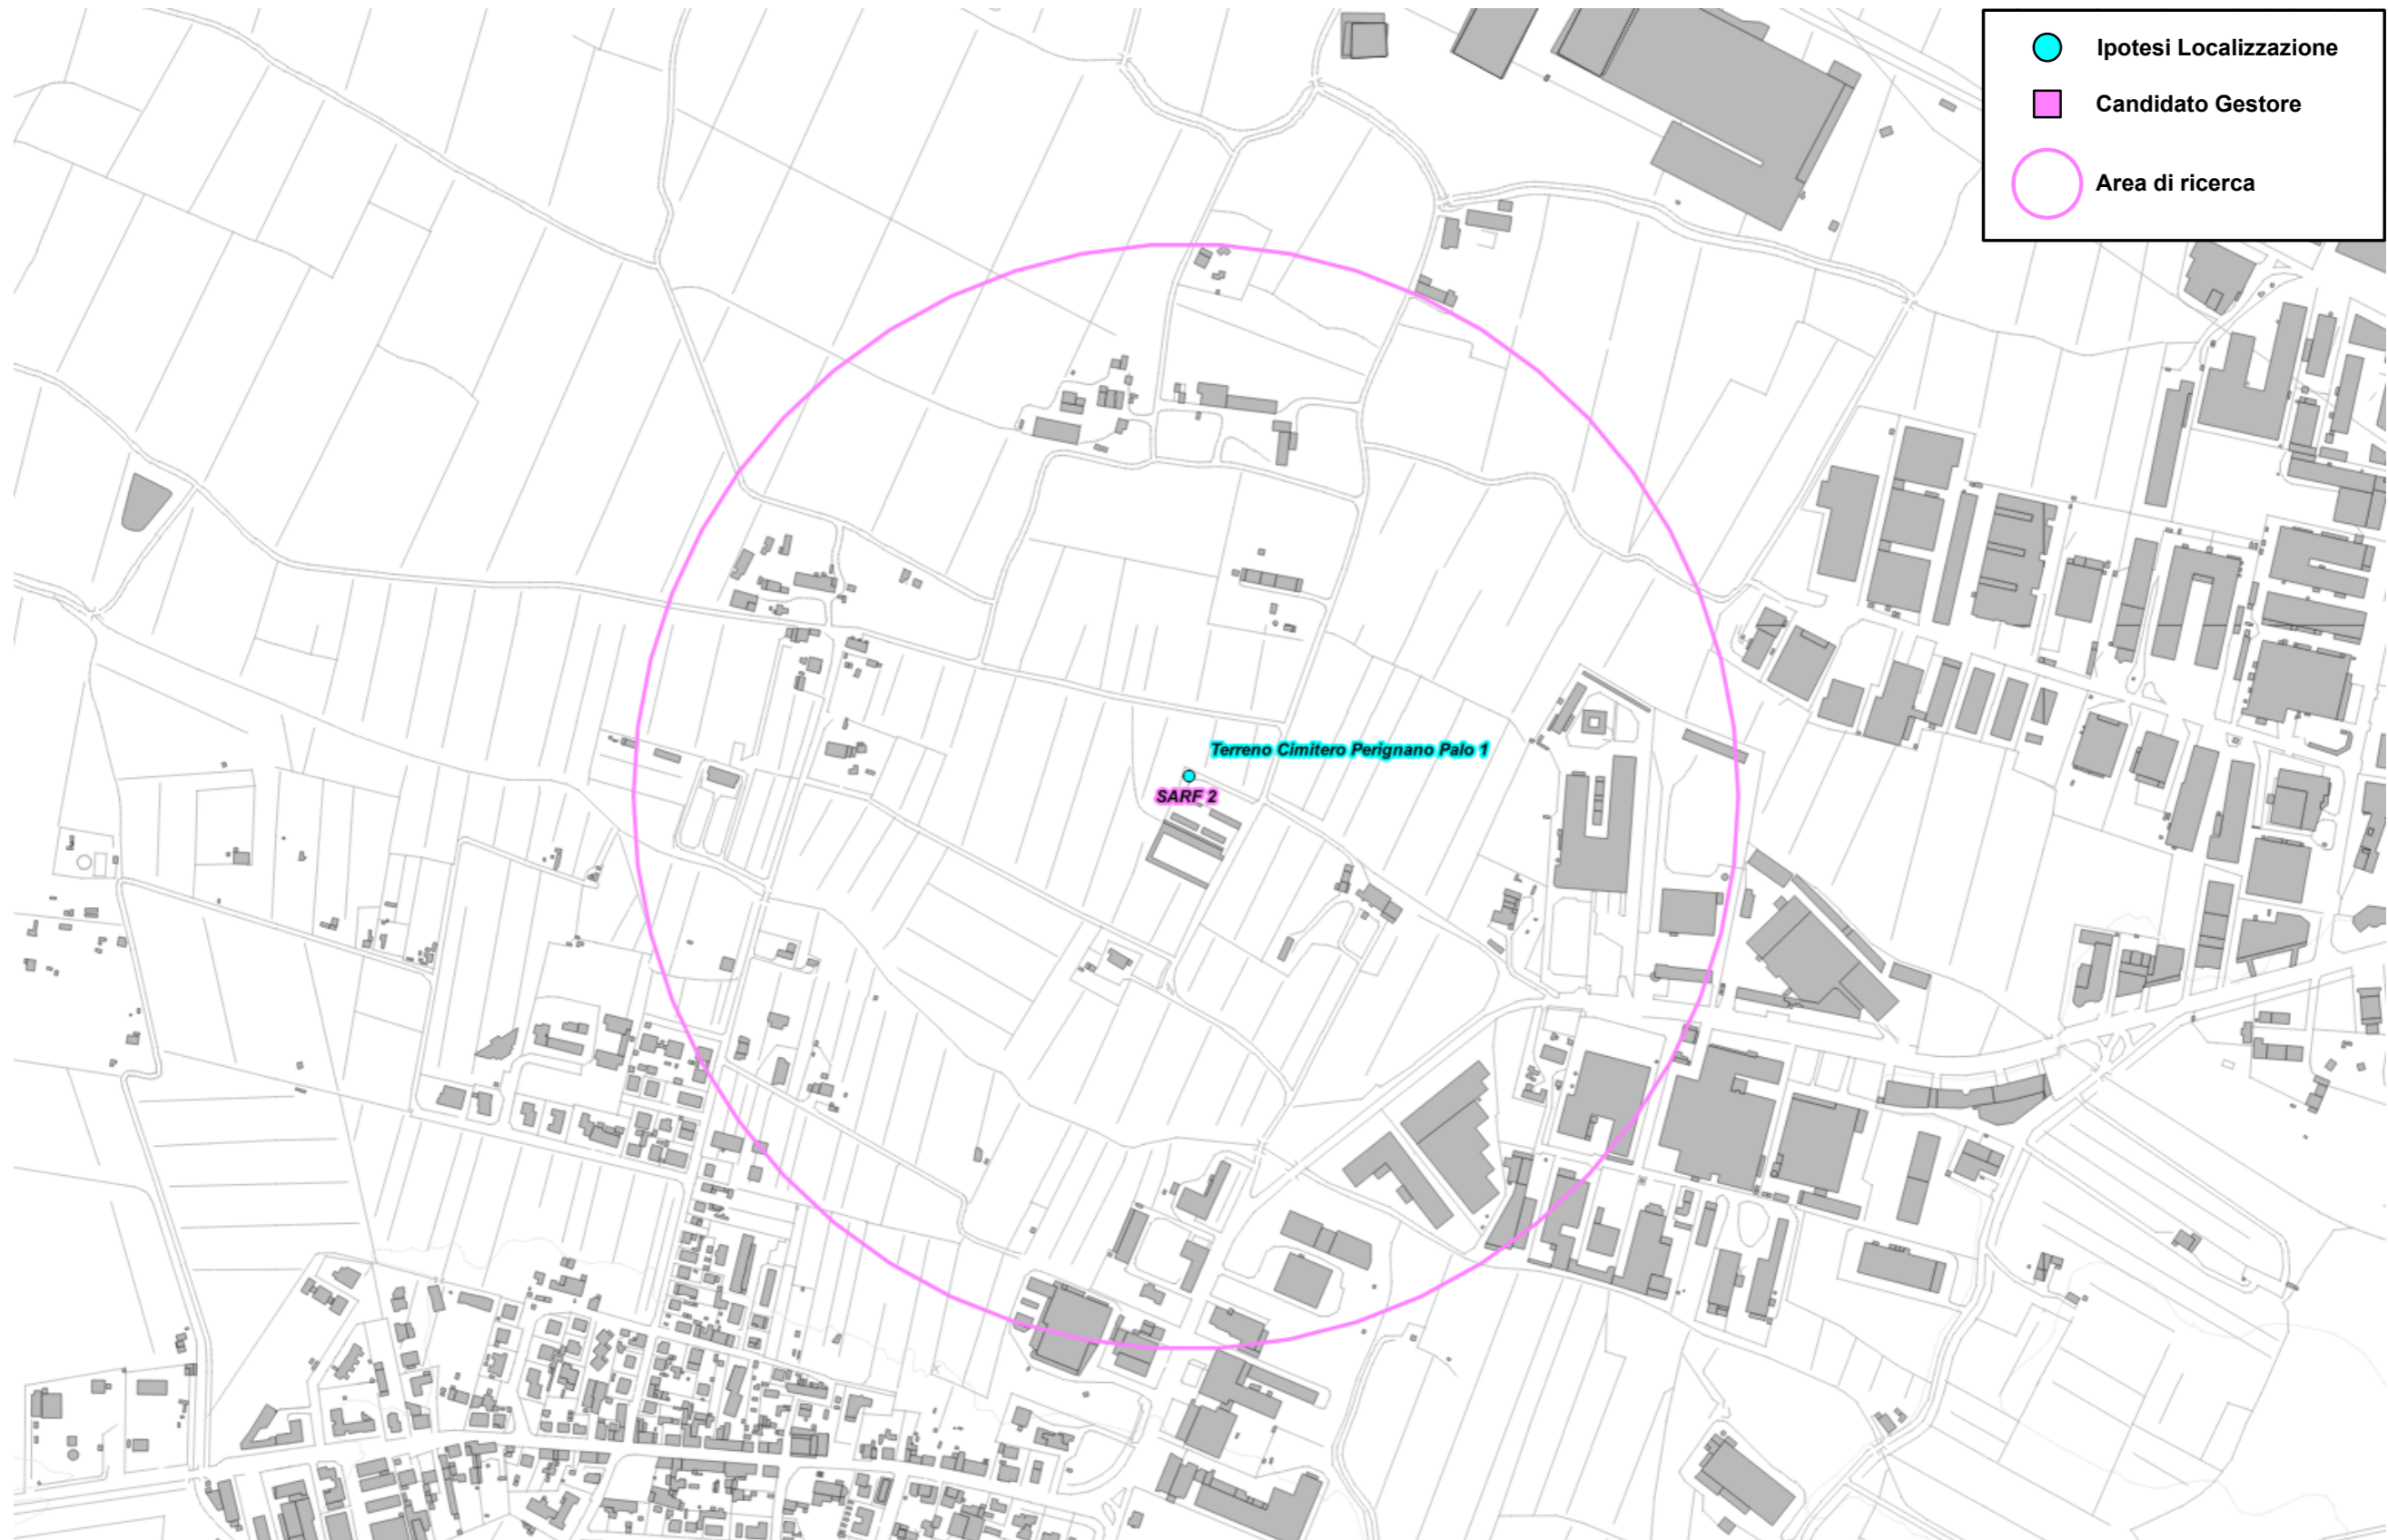 Ipotesi Localizzazione
Candidato Gestore
Area di ricerca
Terreno Cimitero Perignano Palo 1
SARF 2